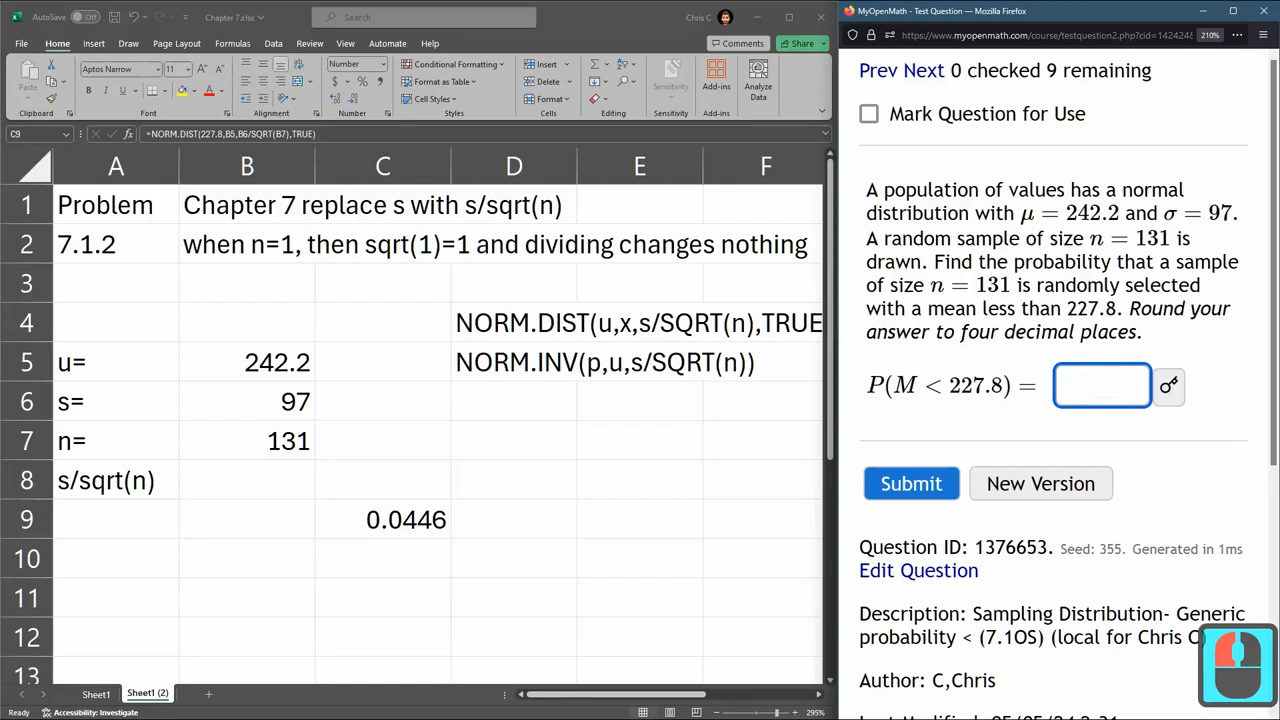 AutoSave Off Chapter 7.xlsx Search Chris C
File Home Insert Draw Page Layout Formulas Data Review Automate Help Comments Share
Paste Aptos Narrow 11 Number Conditional Formatting Insert Sensitivity Add-ins Analyze Data
Format as Table Delete
B I U A Cell Styles Format
Clipboard Font Alignment Number Styles Cells Editing Sensitivity Add-ins
C9 fx =NORM.DIST(227.8,B5,B6/SQRT(B7),TRUE)
A B C D E F
1 Problem Chapter 7 replace s with s/sqrt(n)
2 7.1.2 when n=1, then sqrt(1)=1 and dividing changes nothing
3
4 NORM.DIST(u,x,s/SQRT(n),TRUE
5 u= 242.2 NORM.INV(p,u,s/SQRT(n))
6 s= 97
7 n= 131
8 s/sqrt(n)
9 0.0446
10
11
12
13
Sheet1 Sheet1 (2) +
Ready Accessibility: Investigate 295%
MyOpenMath - Test Question — Mozilla Firefox
https://www.myopenmath.com/course/testquestion2.php?cid=1424248 210%
Prev Next 0 checked 9 remaining
Mark Question for Use
A population of values has a normal
distribution with μ = 242.2 and σ = 97.
A random sample of size n = 131 is
drawn. Find the probability that a sample
of size n = 131 is randomly selected
with a mean less than 227.8. Round your
answer to four decimal places.
P(M < 227.8) =
Submit New Version
Question ID: 1376653. Seed: 355. Generated in 1ms
Edit Question
Description: Sampling Distribution- Generic
probability < (7.1OS) (local for Chris C)
Author: C,Chris